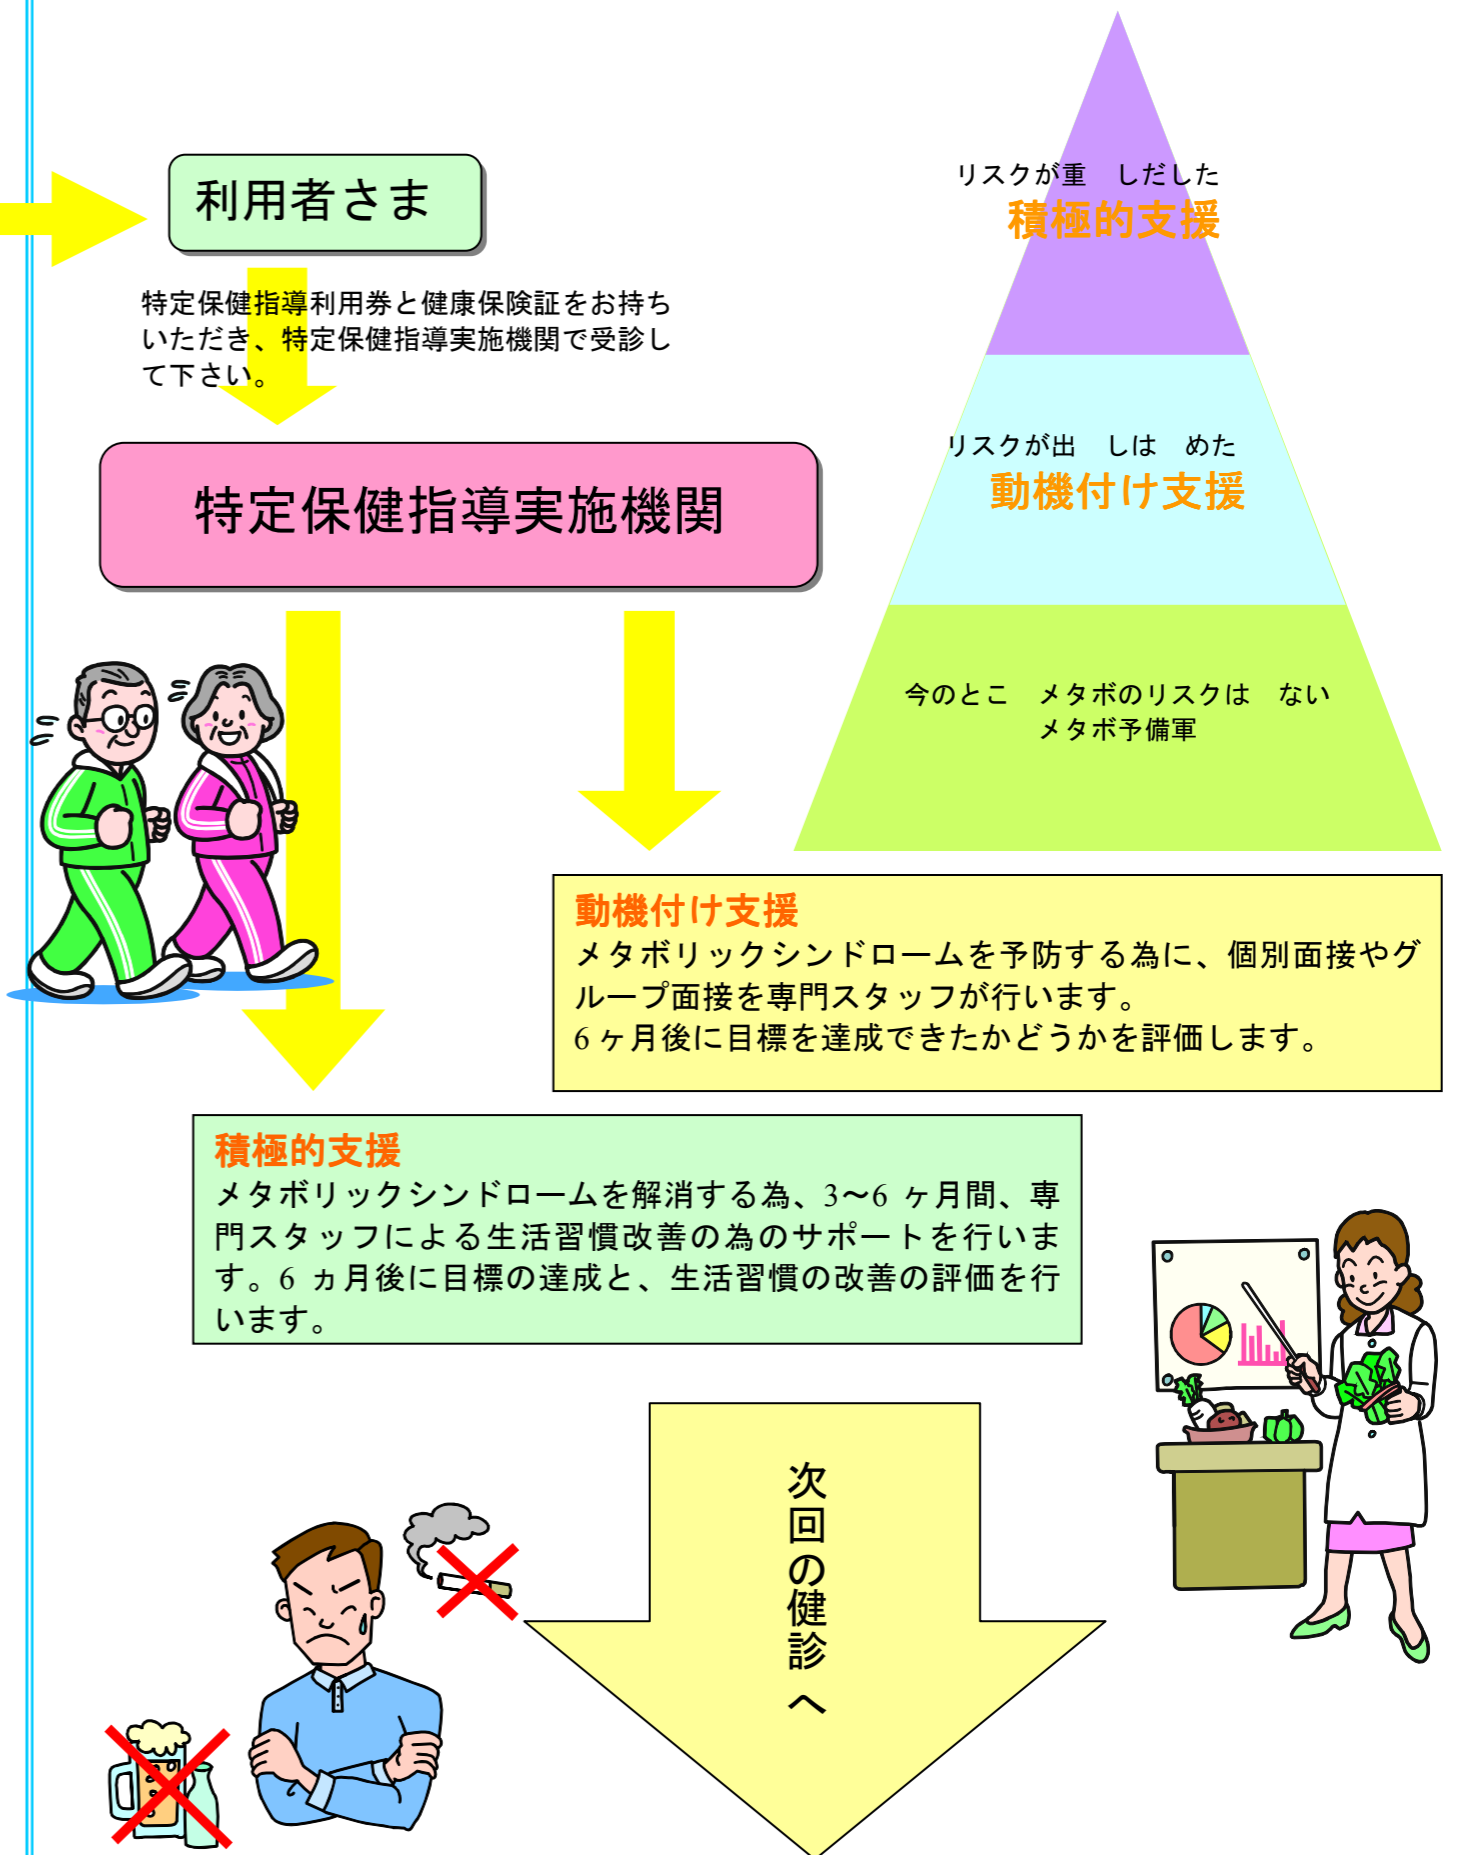 利用者さま
特定保健指導利用券と健康保険証をお持ち
いただき、特定保健指導実施機関で受診し
て下さい。
特定保健指導実施機関
リスクが重　しだした
積極的支援
リスクが出　しは　めた
動機付け支援
今のとこ　メタボのリスクは　ない
メタボ予備軍
動機付け支援
メタボリックシンドロームを予防する為に、個別面接やグ
ループ面接を専門スタッフが行います。
6ヶ月後に目標を達成できたかどうかを評価します。
積極的支援
メタボリックシンドロームを解消する為、3〜6 ヶ月間、専
門スタッフによる生活習慣改善の為のサポートを行いま
す。6 ヵ月後に目標の達成と、生活習慣の改善の評価を行
います。
次回の健診へ